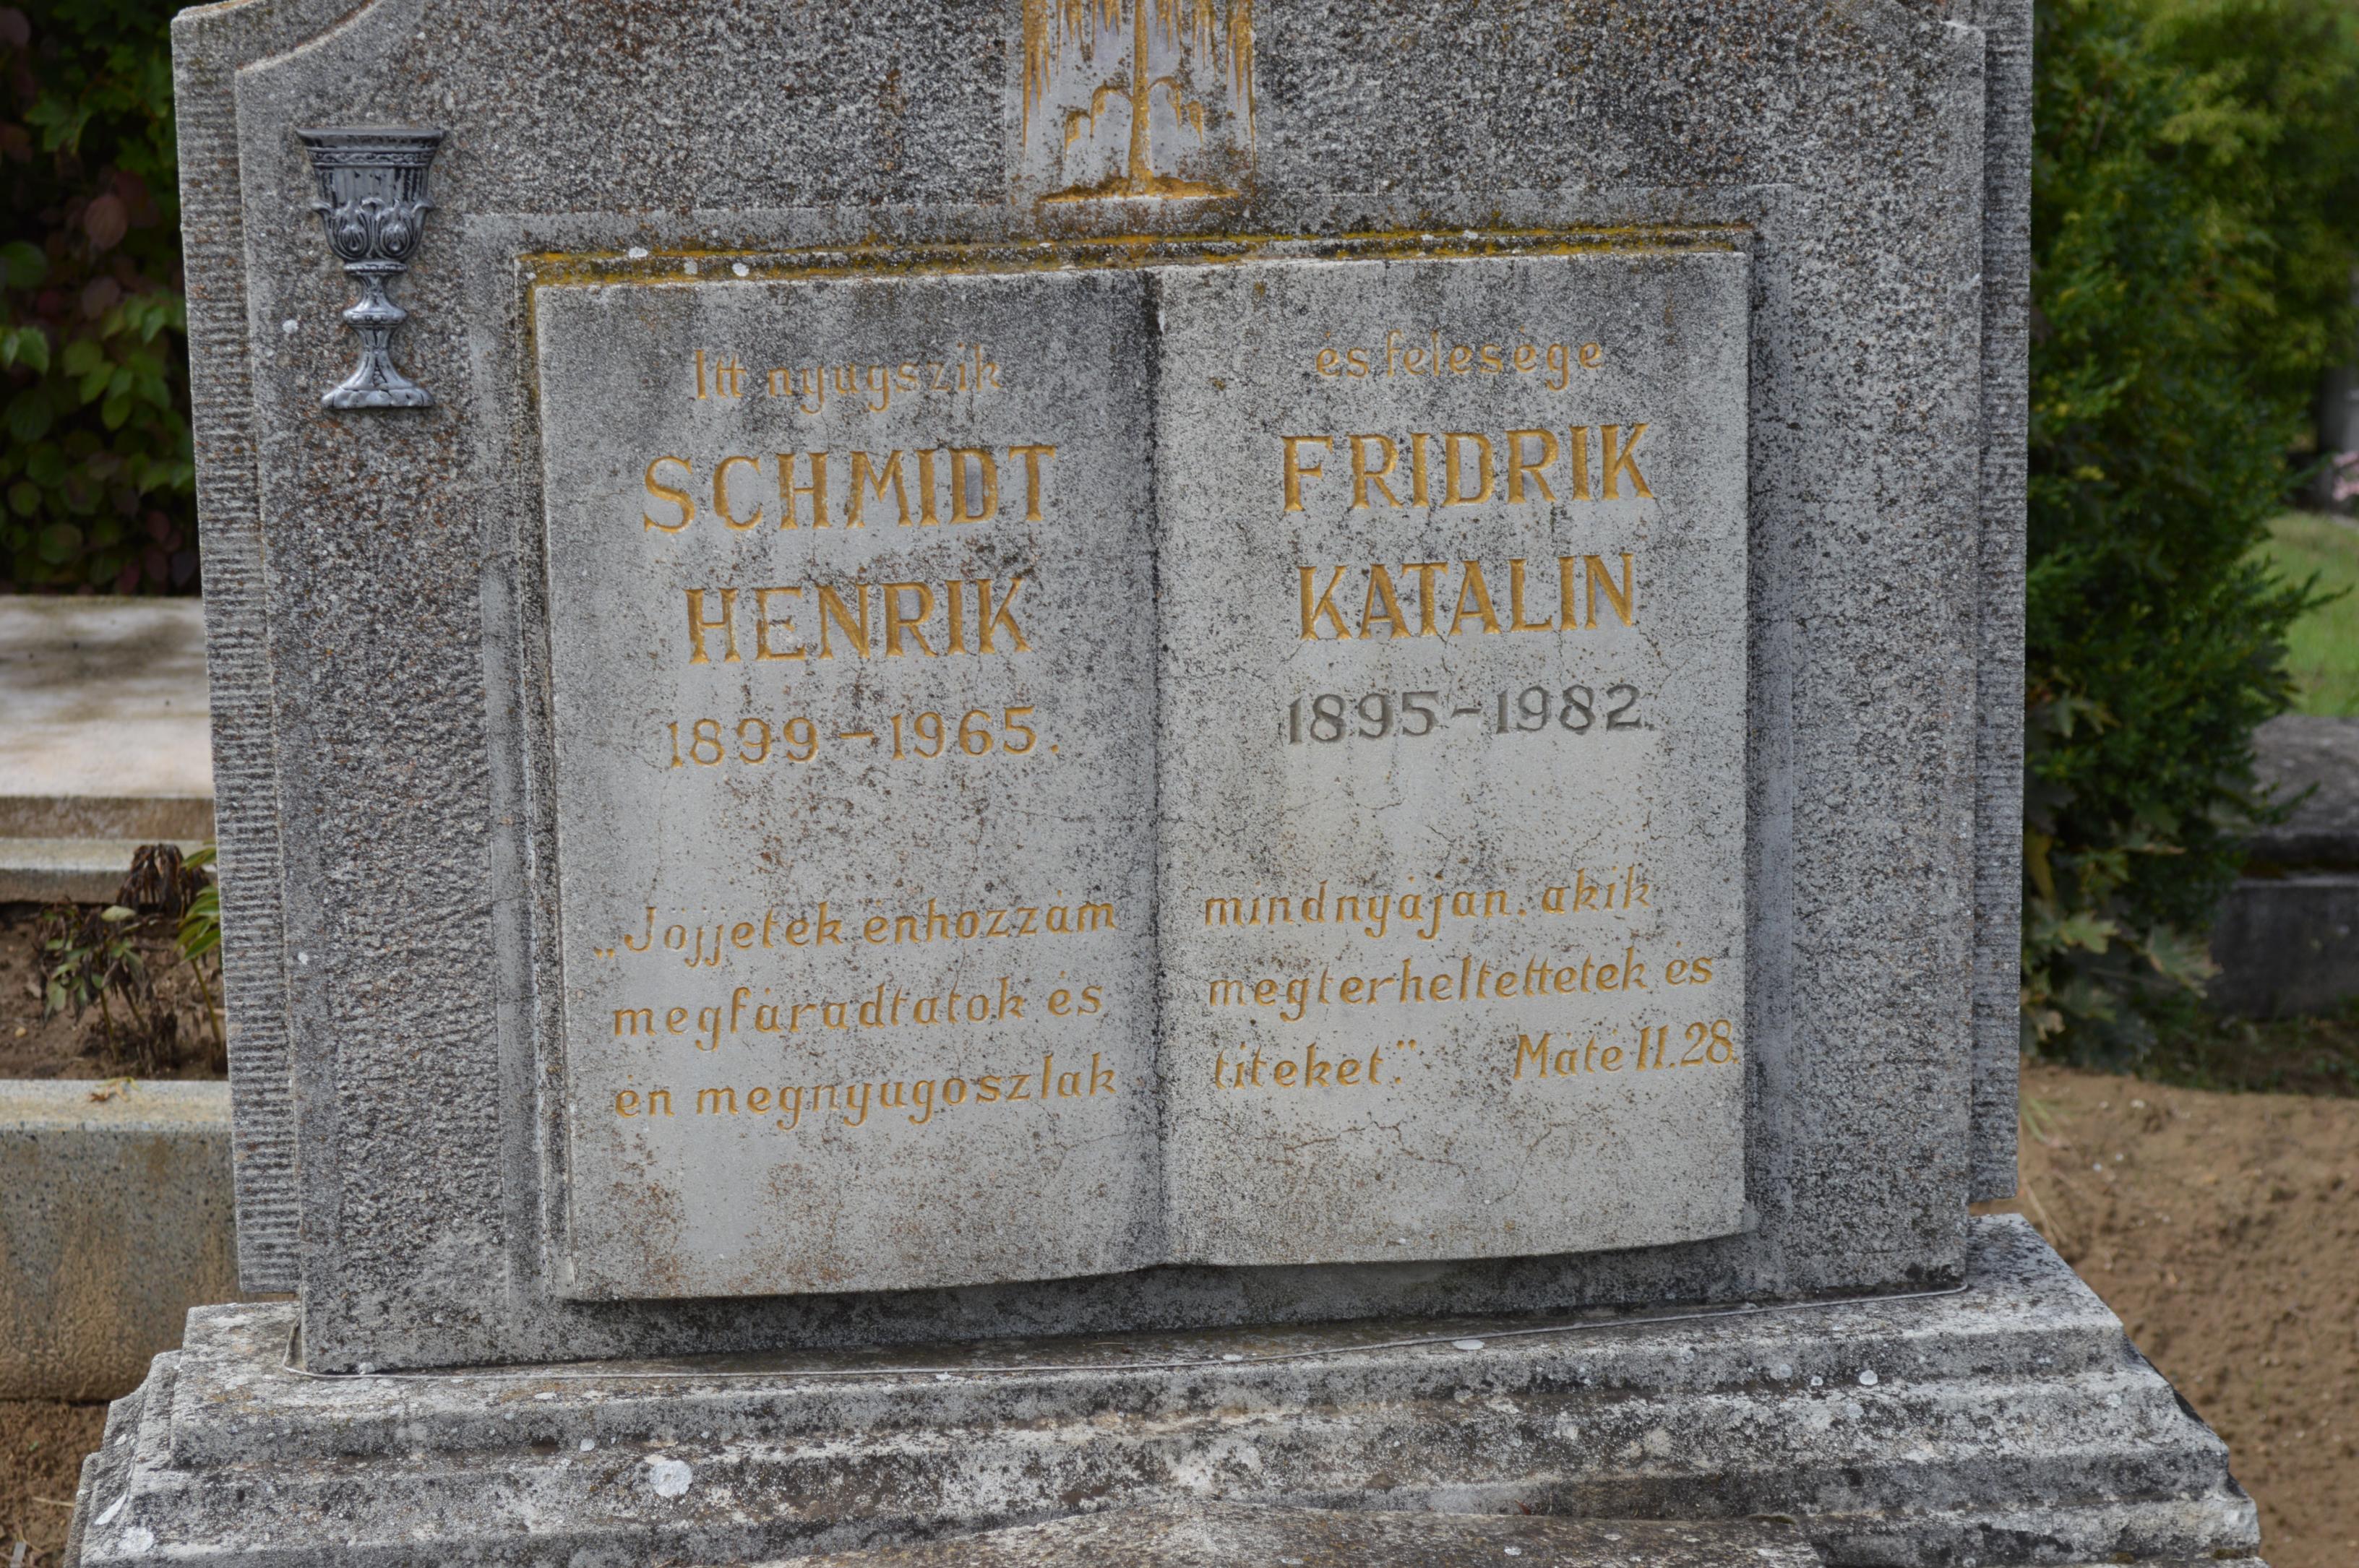 Itt nyugszik
SCHMIDT
HENRIK
1899-1965.
és felesége
FRIDRIK
KATALIN
1895-1982.
„Jöjjetek énhozzám
mindnyájan, akik
megfáradtatok és
megterheltettetek és
én megnyugoszlak
titeket."
Máté 11.28.